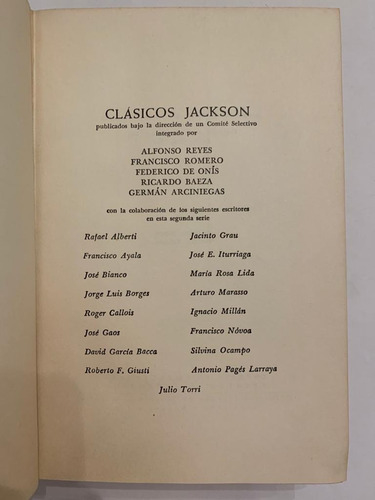 CLÁSICOS JACKSON
publicados bajo la dirección de un Comité Selectivo
integrado por
ALFONSO REYES
FRANCISCO ROMERO
FEDERICO DE ONÍS
RICARDO BAEZA
GERMÁN ARCINIEGAS
con la colaboración de los siguientes escritores
en esta segunda serie
Rafael Alberti Jacinto Grau
Francisco Ayala José E. Iturriaga
José Bianco María Rosa Lida
Jorge Luis Borges Arturo Marasso
Roger Callois Ignacio Millán
José Gaos Francisco Nóvoa
David García Bacca Silvina Ocampo
Roberto F. Giusti Antonio Pagés Larraya
Julio Torri